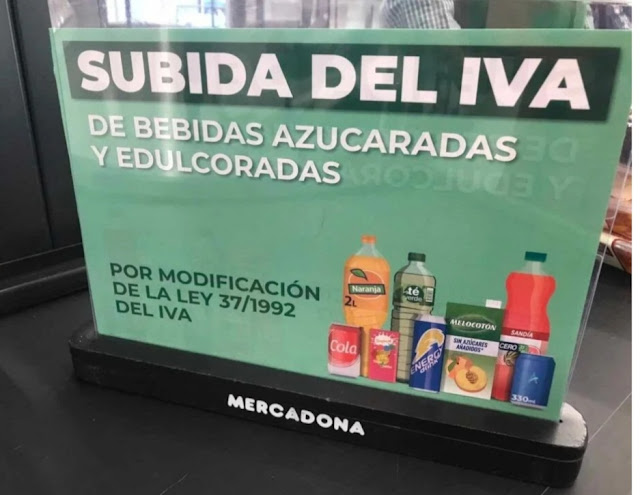 SUBIDA DEL IVA
DE BEBIDAS AZUCARADAS
Y EDULCORADAS
POR MODIFICACIÓN
DE LA LEY 37/1992
DEL IVA
Naranja
2L
té
verde
MELOCOTÓN
SIN AZÚCARES
AÑADIDOS*
SANDÍA
CERO
Cola
ENERGY
330ml
MERCADONA